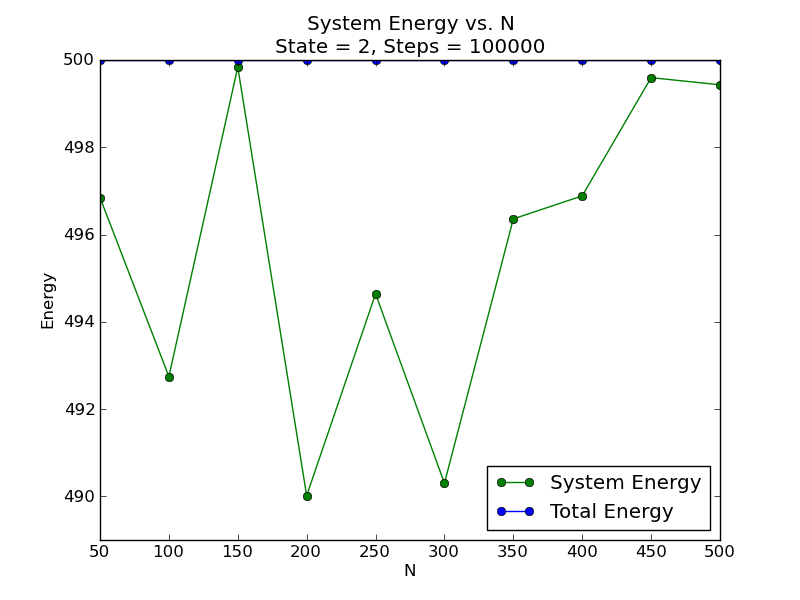 System Energy vs. N
State = 2, Steps = 100000
500
498
496
494
492
490
Energy
50 100 150 200 250 300 350 400 450 500
N
System Energy
Total Energy